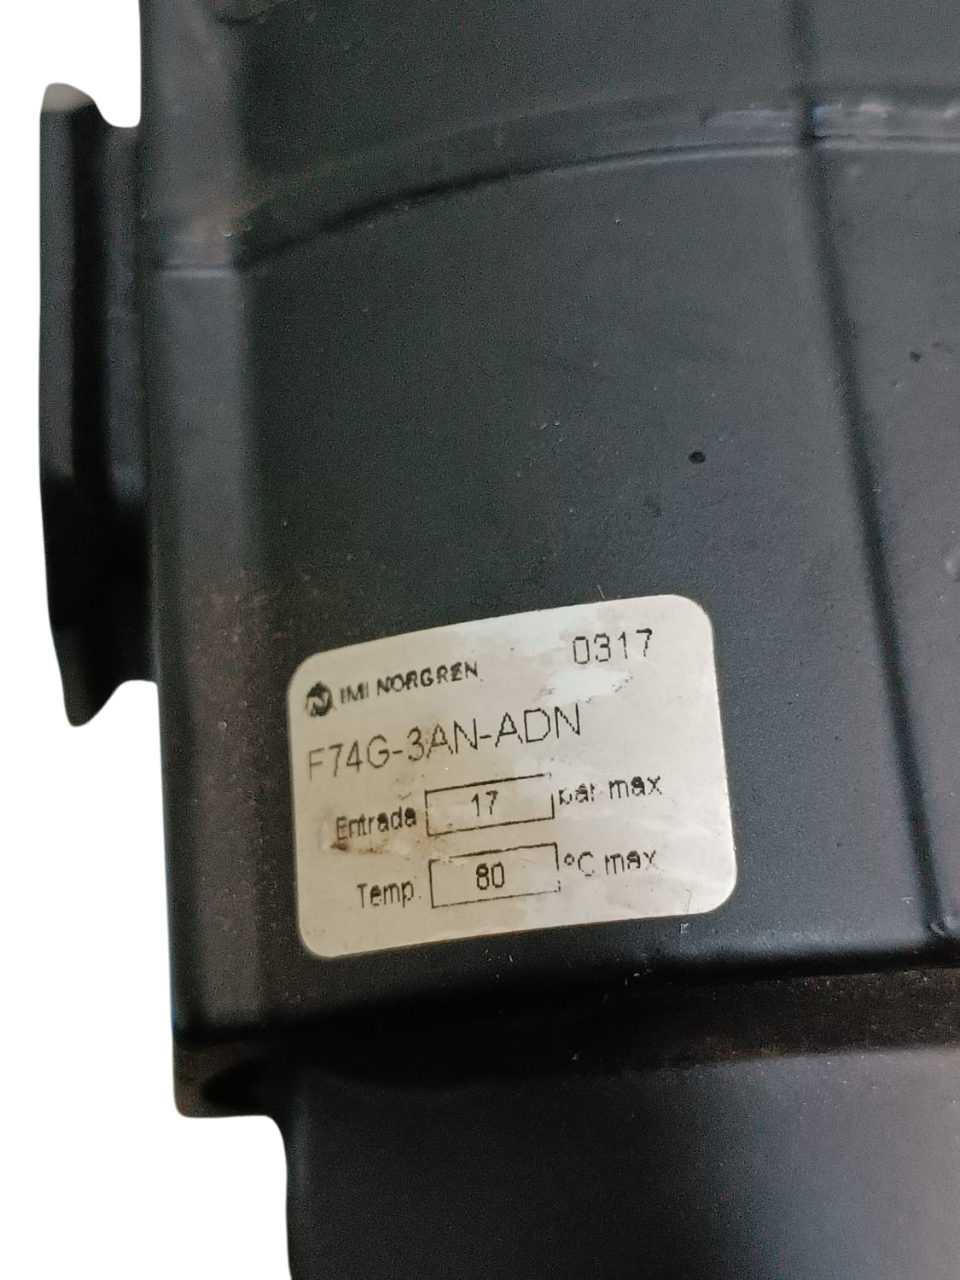 IMI NORGREN 0317
F74G-3AN-ADN
Entrada 17 bar max
Temp. 80 °C max